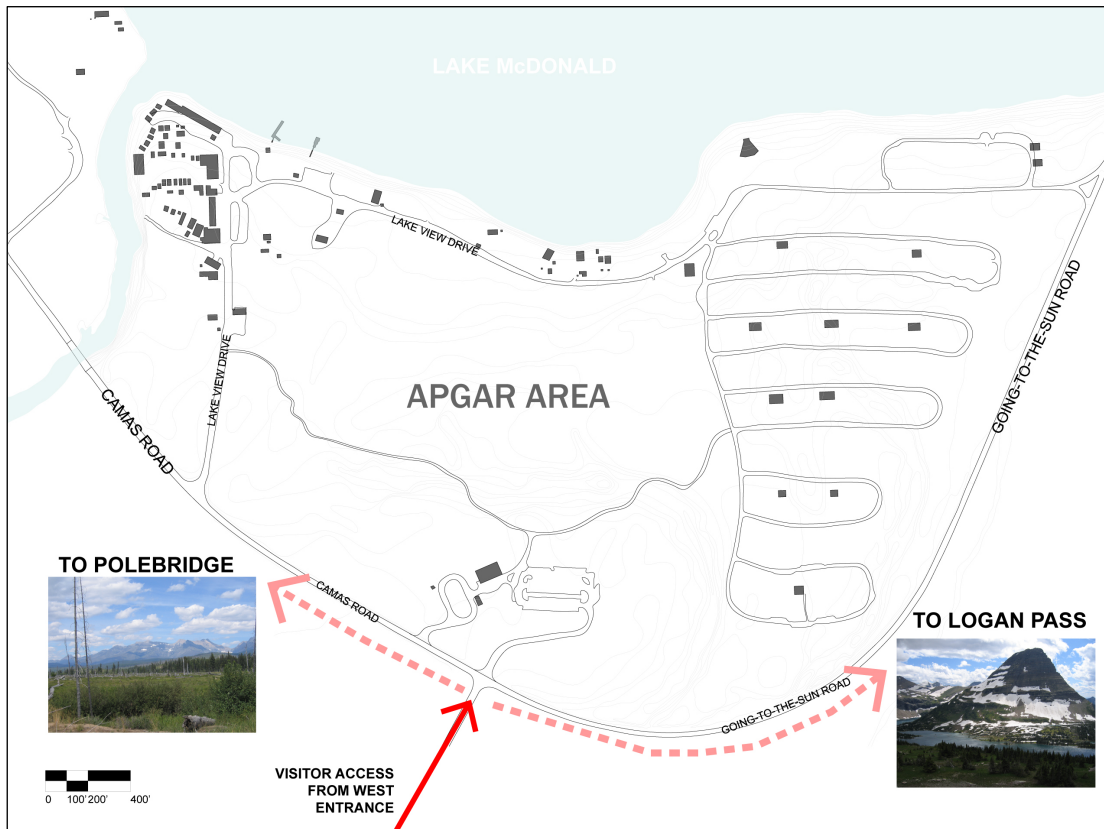 LAKE McDONALD
LAKE VIEW DRIVE
GOING-TO-THE-SUN ROAD
LAKE VIEW DRIVE
CAMAS ROAD
APGAR AREA
TO POLEBRIDGE
CAMAS ROAD
TO LOGAN PASS
GOING-TO-THE-SUN ROAD
VISITOR ACCESS
FROM WEST
ENTRANCE
0 100' 200' 400'